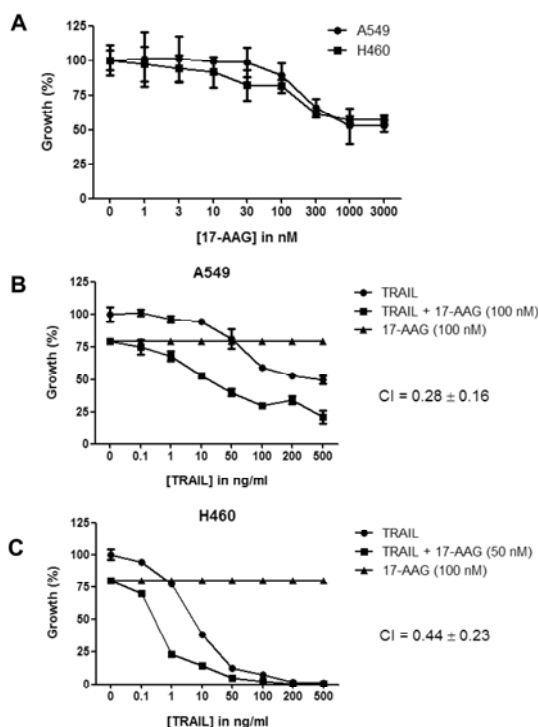 A
A549
H460
Growth (%)
125
100
75
50
25
0
0 1 3 10 30 100 300 1000 3000
[17-AAG] in nM
A549
B
TRAIL
TRAIL + 17-AAG (100 nM)
17-AAG (100 nM)
CI = 0.28 ± 0.16
Growth (%)
125
100
75
50
25
0
0 0.1 1 10 50 100 200 500
[TRAIL] in ng/ml
H460
C
TRAIL
TRAIL + 17-AAG (50 nM)
17-AAG (100 nM)
CI = 0.44 ± 0.23
Growth (%)
125
100
75
50
25
0
0 0.1 1 10 50 100 200 500
[TRAIL] in ng/ml